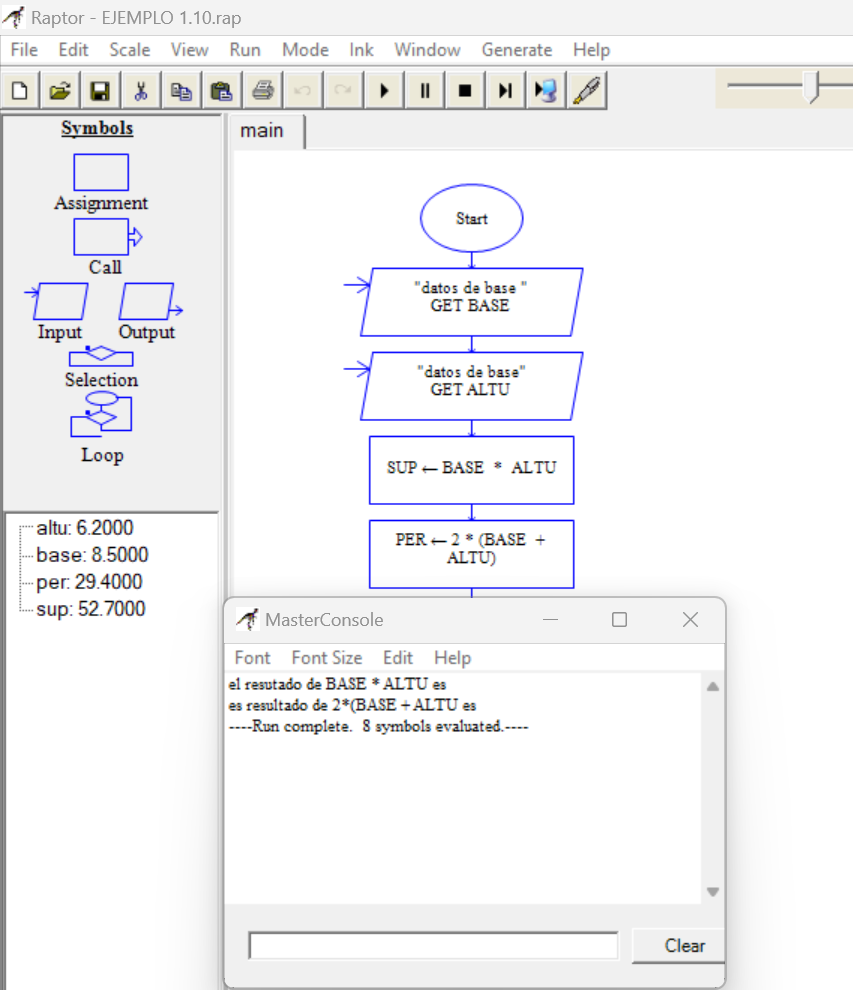 Raptor - EJEMPLO 1.10.rap
File Edit Scale View Run Mode Ink Window Generate Help
Symbols
Assignment
Call
Input Output
Selection
Loop
altu: 6.2000
base: 8.5000
per: 29.4000
sup: 52.7000
main
Start
"datos de base "
GET BASE
"datos de base"
GET ALTU
SUP ← BASE * ALTU
PER ← 2 * (BASE +
ALTU)
MasterConsole
Font Font Size Edit Help
el resutado de BASE * ALTU es
es resultado de 2*(BASE + ALTU es
----Run complete. 8 symbols evaluated.----
Clear